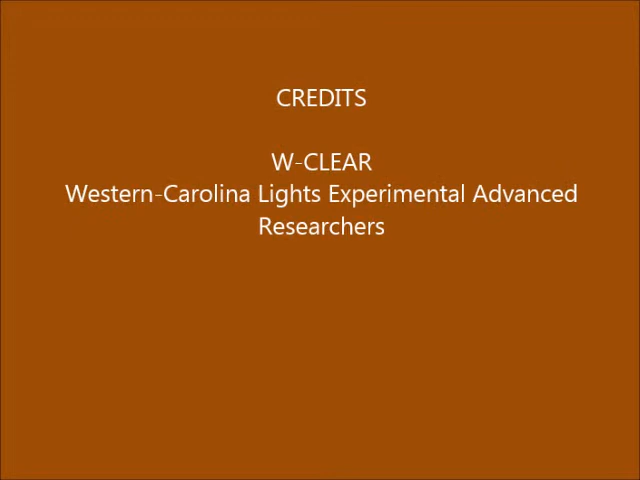 CREDITS
W-CLEAR
Western-Carolina Lights Experimental Advanced
Researchers